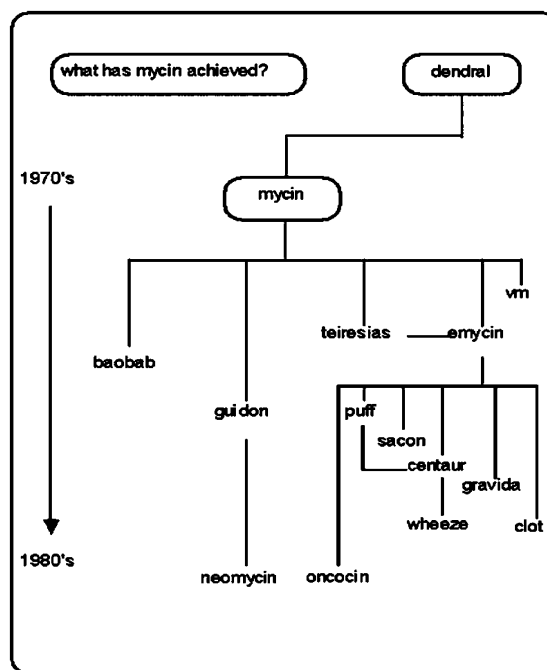 what has mycin achieved?
dendral
1970's
mycin
vm
teiresias
emycin
baobab
guidon
puff
sacon
centaur
gravida
wheeze
clot
1980's
neomycin
oncocin